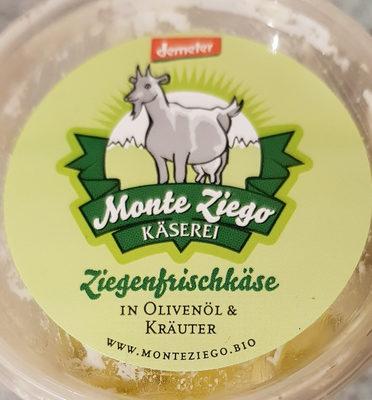 demeter
Monte Ziego
KÄSEREI
Ziegenfrischkäse
IN OLIVENÖL &
KRÄUTER
WWW.MONTEZIEGO.BIO